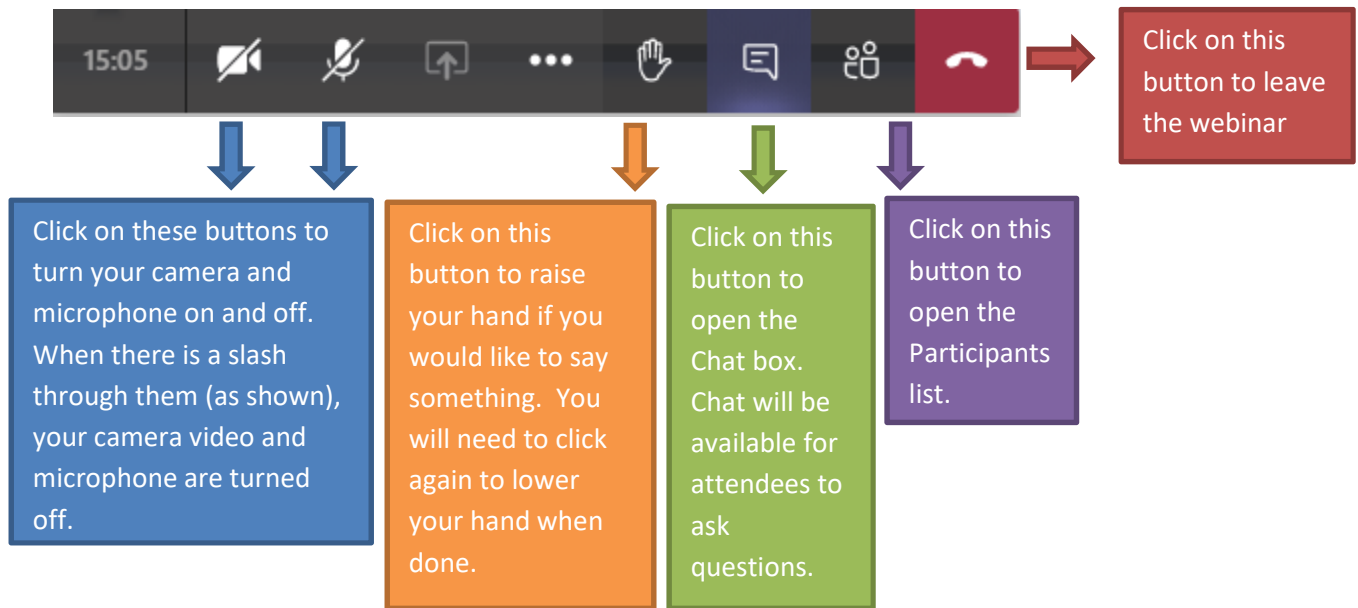 15:05
Click on this
button to leave
the webinar
Click on these buttons to
turn your camera and
microphone on and off.
When there is a slash
through them (as shown),
your camera video and
microphone are turned
off.
Click on this
button to raise
your hand if you
would like to say
something.  You
will need to click
again to lower
your hand when
done.
Click on this
button to
open the
Chat box.
Chat will be
available for
attendees to
ask
questions.
Click on this
button to
open the
Participants
list.